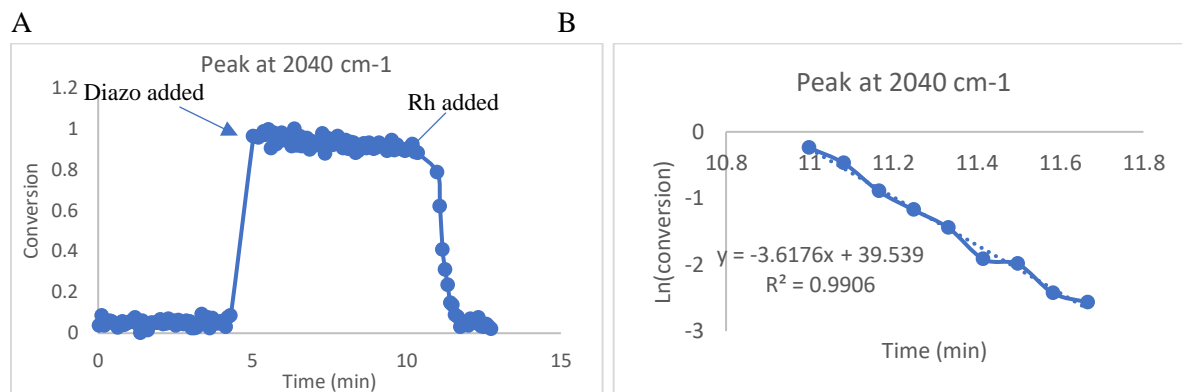 A
Peak at 2040 cm-1
Diazo added
Rh added
Conversion
1.2
1
0.8
0.6
0.4
0.2
0
0
5
10
15
Time (min)
B
Peak at 2040 cm-1
Ln(conversion)
0
-1
-2
-3
10.8
11
11.2
11.4
11.6
11.8
y = -3.6176x + 39.539
R² = 0.9906
Time (min)